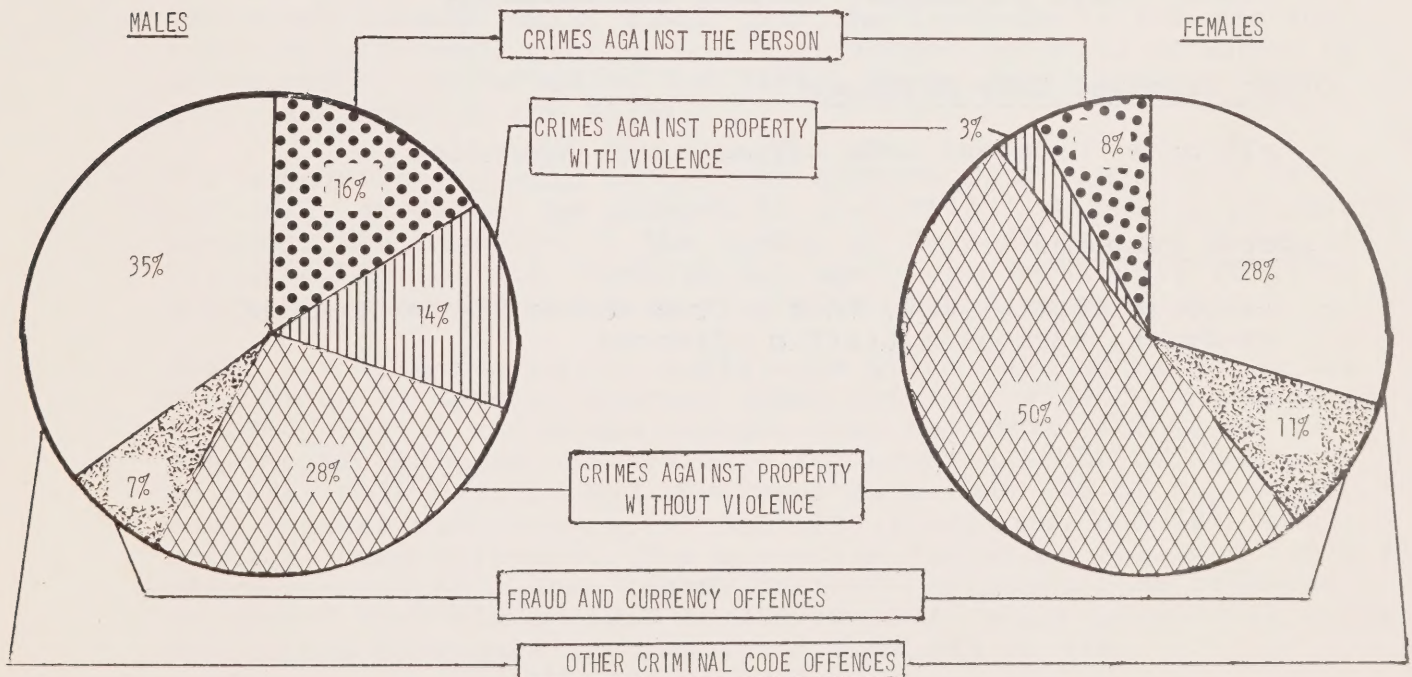 MALES
FEMALES
CRIMES AGAINST THE PERSON
CRIMES AGAINST PROPERTY
WITH VIOLENCE
3%
8%
16%
35%
14%
28%
28%
7%
50%
11%
CRIMES AGAINST PROPERTY
WITHOUT VIOLENCE
FRAUD AND CURRENCY OFFENCES
OTHER CRIMINAL CODE OFFENCES